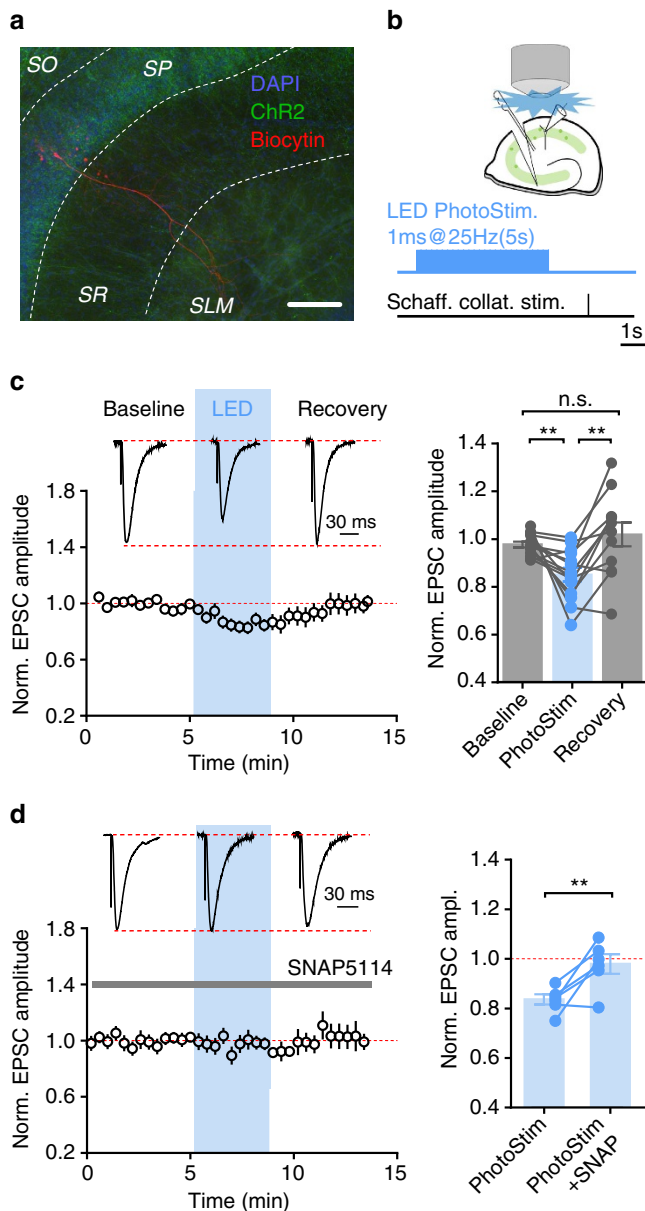 a
SO
SP
DAPI
ChR2
Biocytin
SR
SLM
b
LED PhotoStim.
1ms@25Hz(5s)
Schaff. collat. stim.
1s
c
Baseline
LED
Recovery
30 ms
Norm. EPSC amplitude
1.8
1.4
1.0
0.6
0.2
0
5
10
15
Time (min)
n.s.
**
**
Norm. EPSC amplitude
1.4
1.2
1.0
0.8
0.6
0.4
Baseline
PhotoStim
Recovery
d
30 ms
SNAP5114
Norm. EPSC amplitude
1.8
1.4
1.0
0.6
0.2
0
5
10
15
Time (min)
**
Norm. EPSC ampl.
1.4
1.2
1.0
0.8
0.6
0.4
PhotoStim
PhotoStim
+SNAP